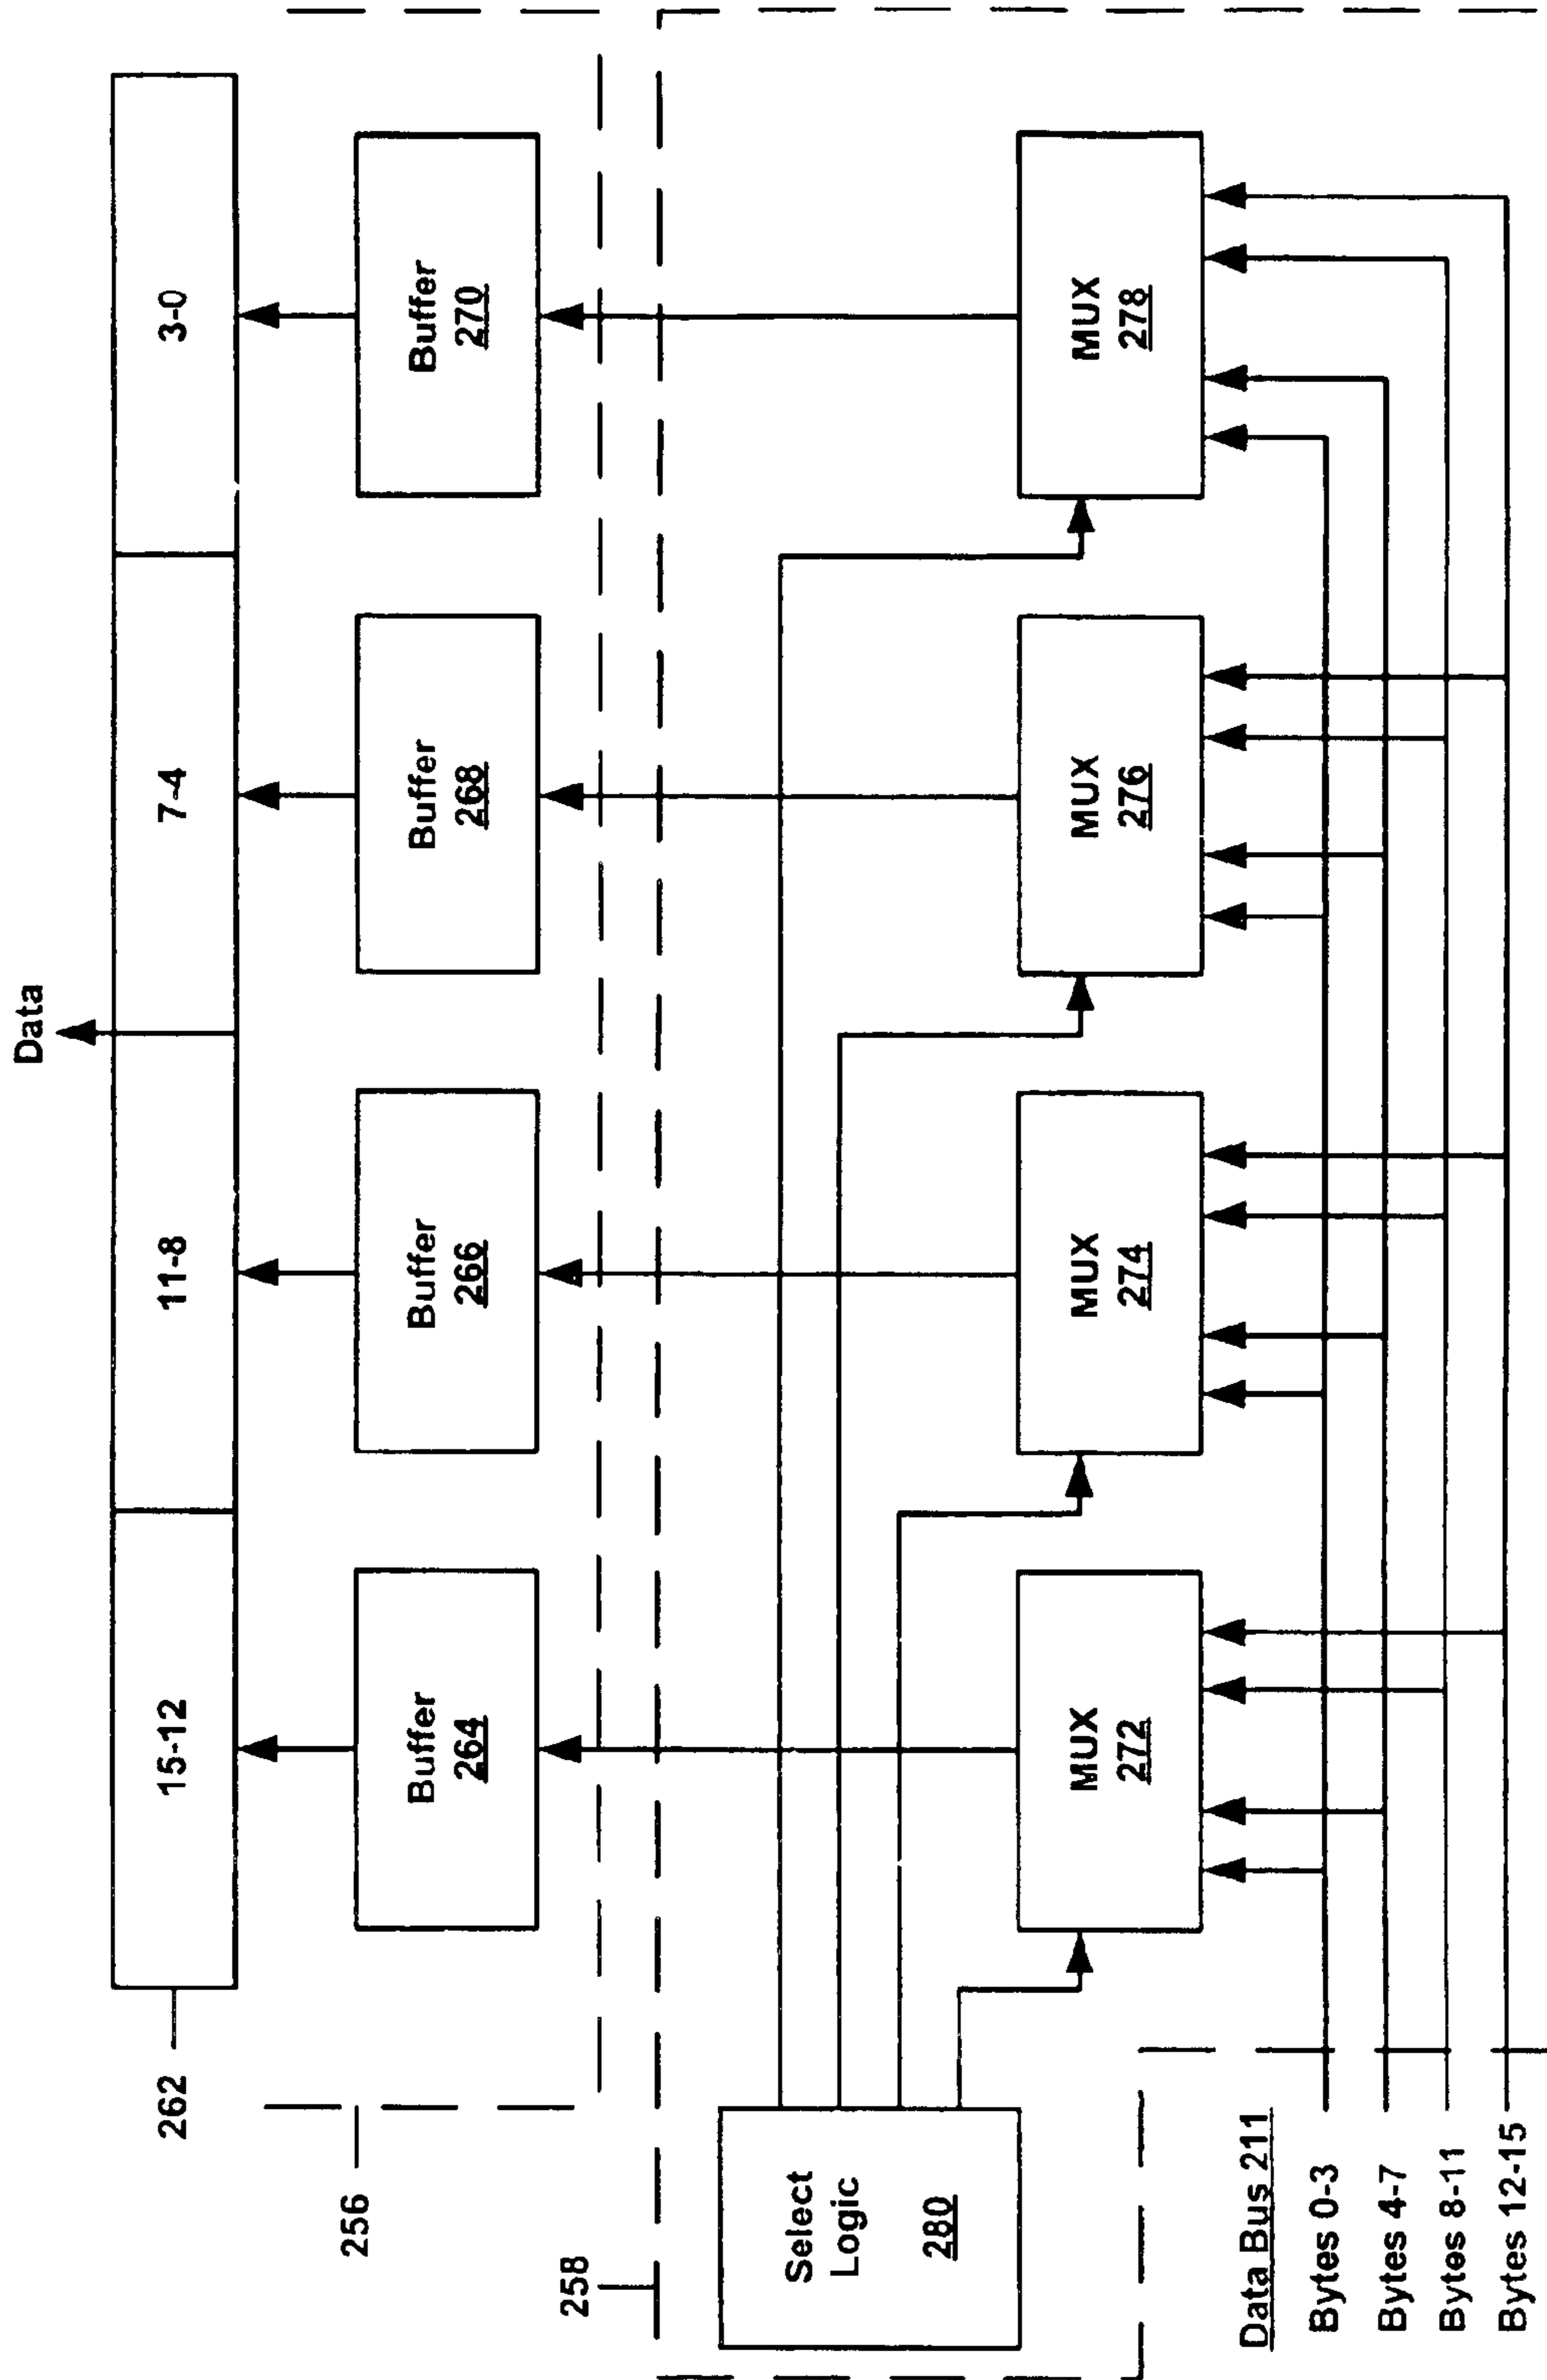 Data
262
15-12
11-8
7-4
3-0
256
Buffer
264
Buffer
266
Buffer
268
Buffer
270
258
Select
Logic
280
MUX
272
MUX
274
MUX
276
MUX
278
Data Bus 211
Bytes 0-3
Bytes 4-7
Bytes 8-11
Bytes 12-15